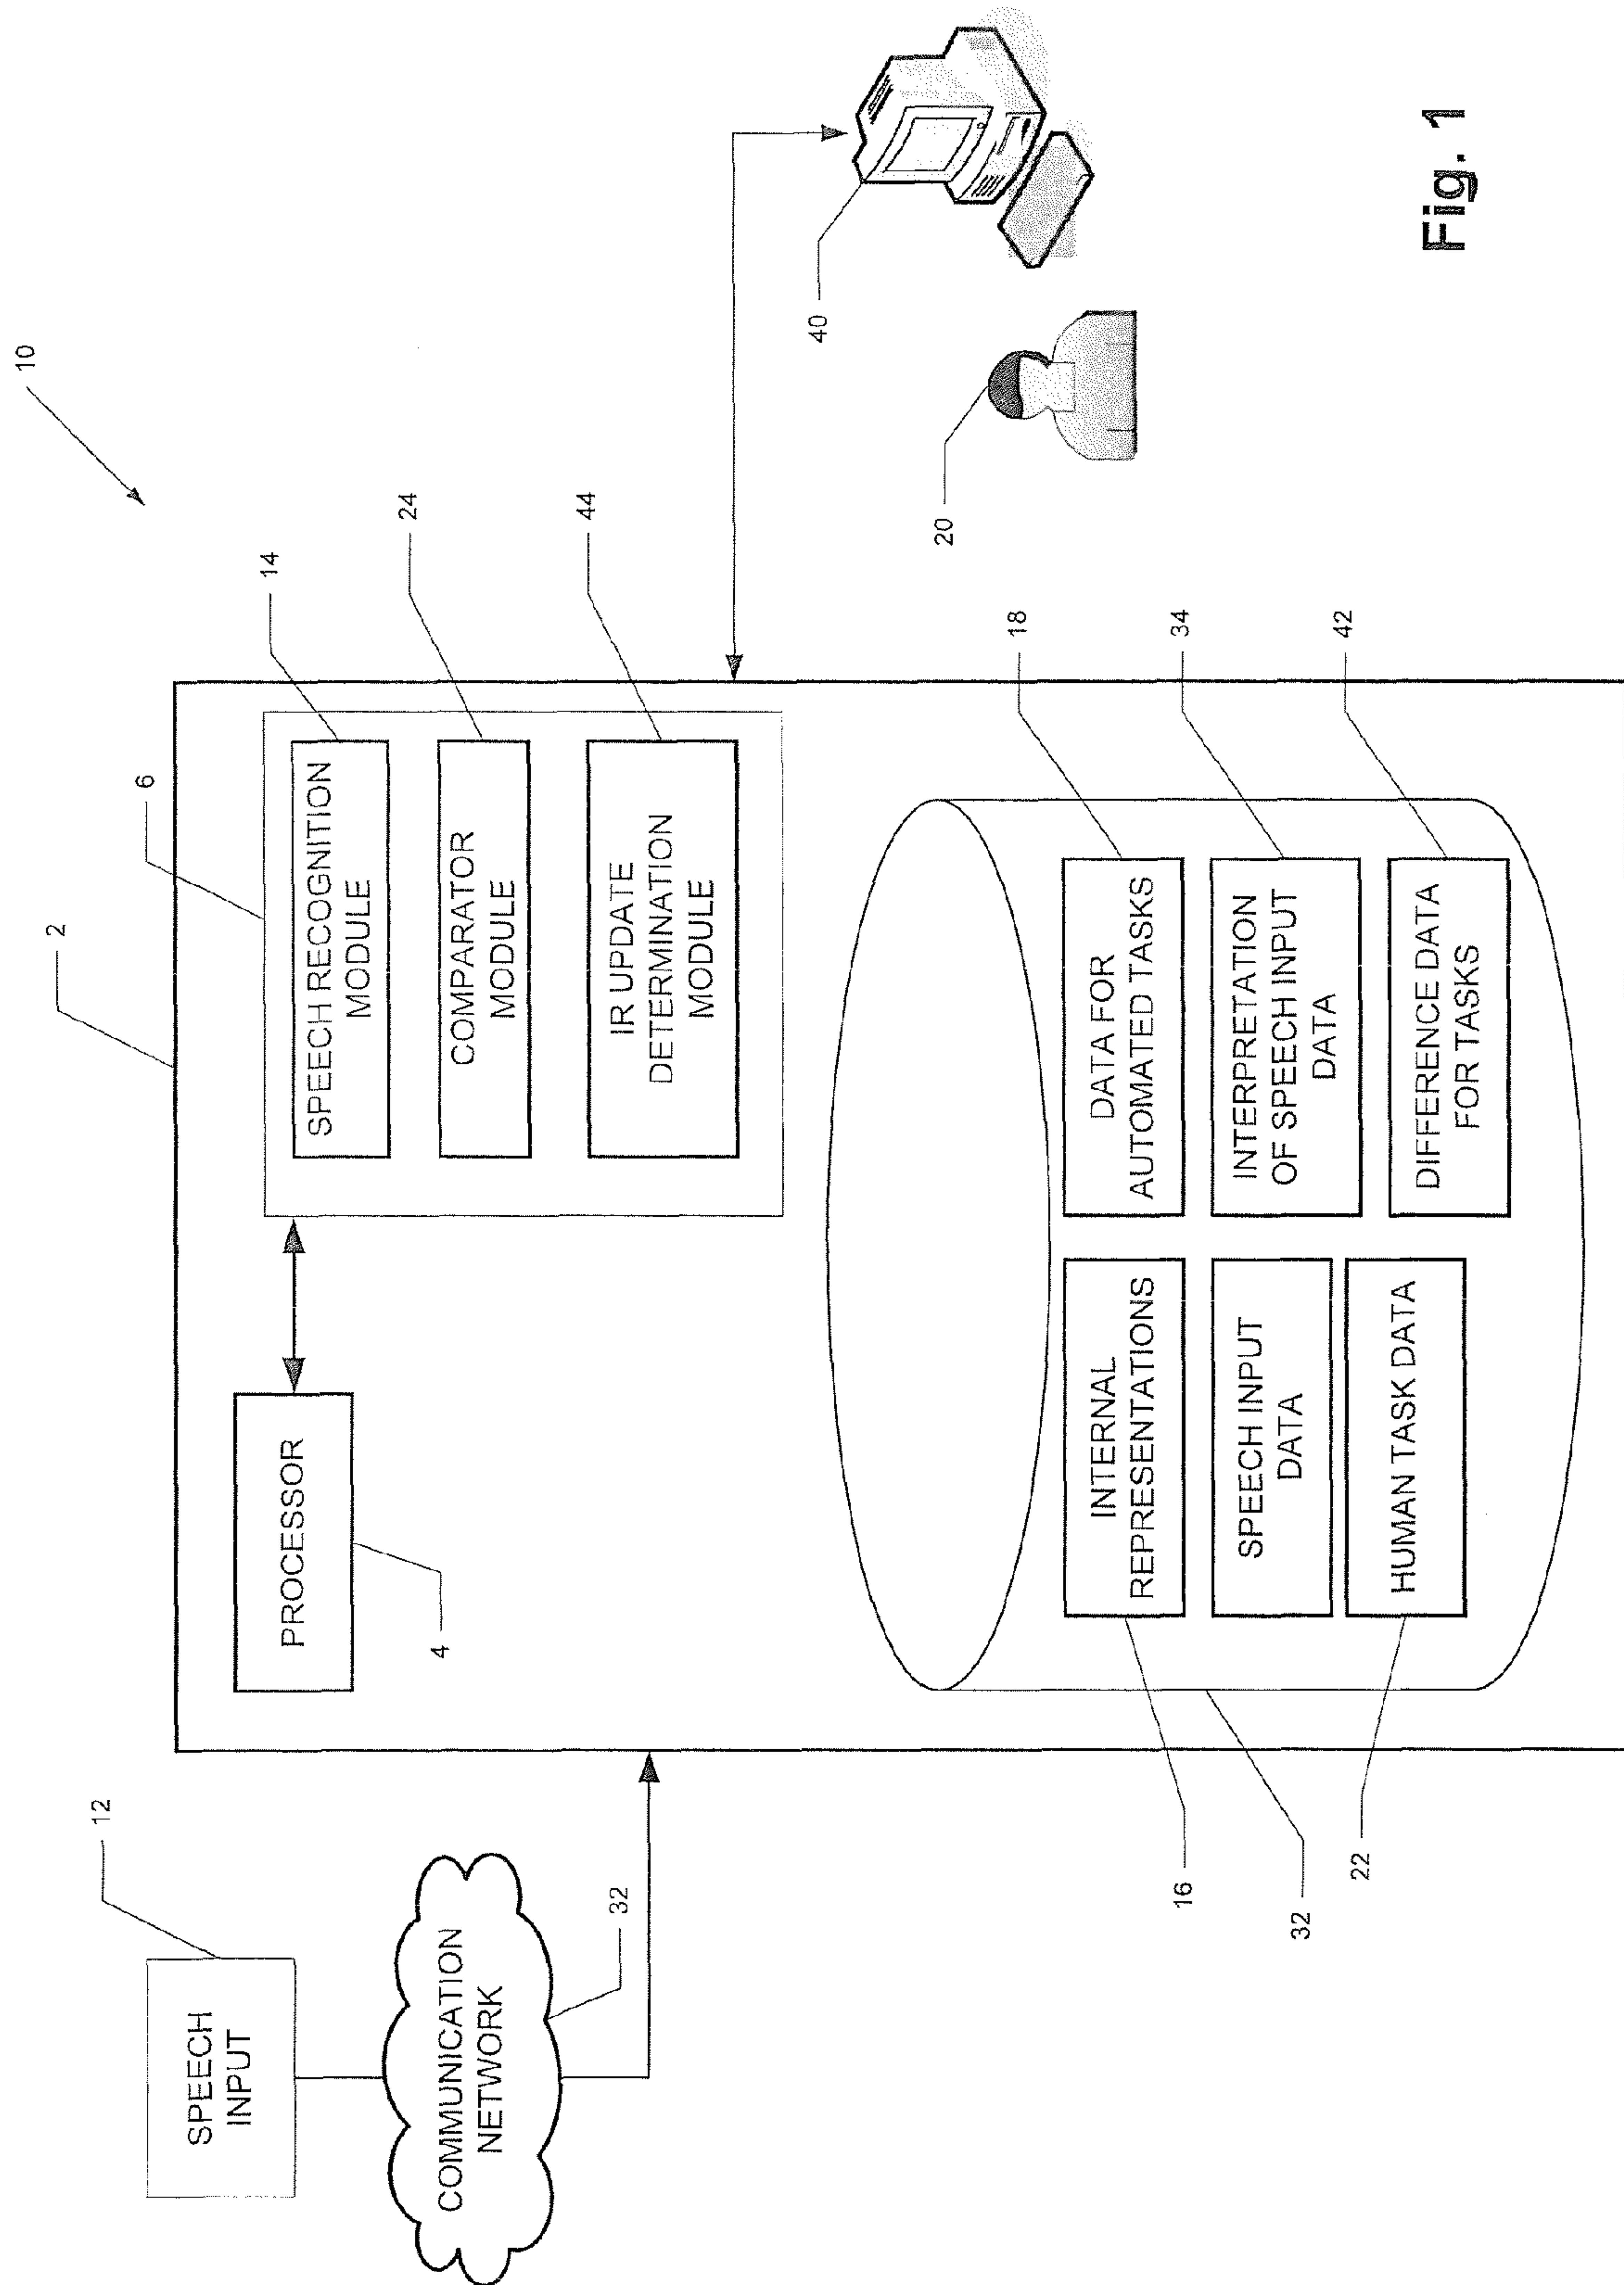 10
2
6
12
SPEECH
INPUT
COMMUNICATION
NETWORK
32
PROCESSOR
4
SPEECH RECOGNITION
MODULE
14
COMPARATOR
MODULE
24
IR UPDATE
DETERMINATION
MODULE
44
INTERNAL
REPRESENTATIONS
16
DATA FOR
AUTOMATED TASKS
18
SPEECH INPUT
DATA
INTERPRETATION
OF SPEECH INPUT
DATA
34
HUMAN TASK DATA
22
DIFFERENCE DATA
FOR TASKS
42
32
40
20
Fig. 1